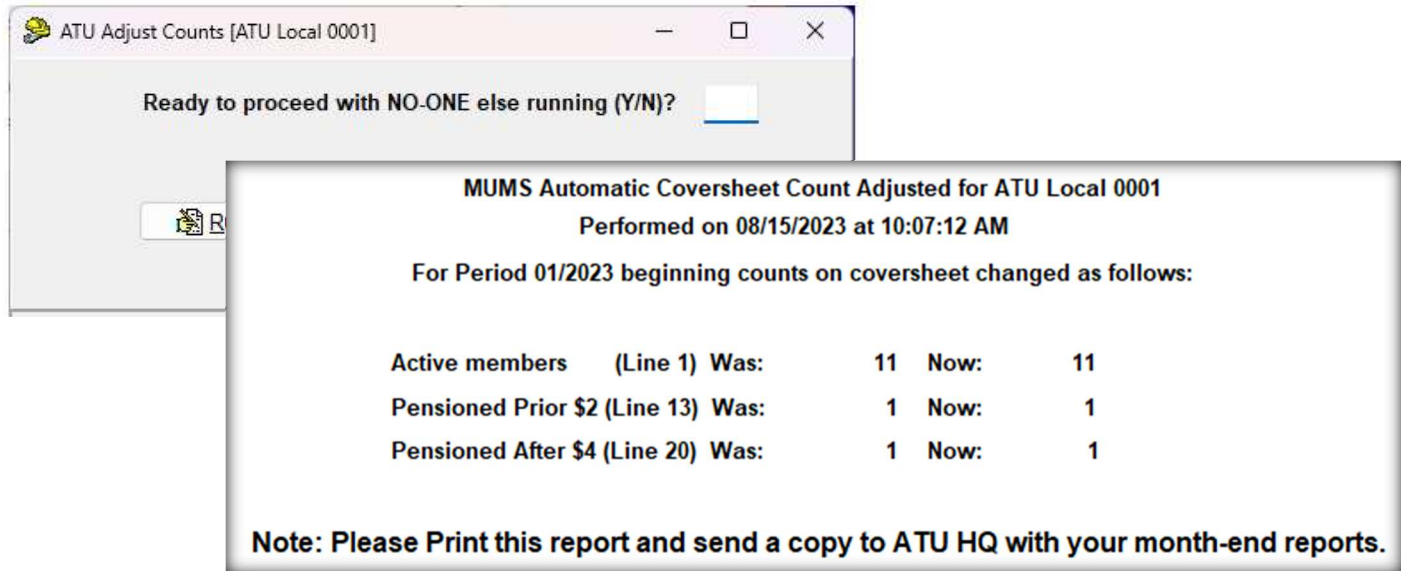 ATU Adjust Counts [ATU Local 0001]
Ready to proceed with NO-ONE else running (Y/N)?
MUMS Automatic Coversheet Count Adjusted for ATU Local 0001
Performed on 08/15/2023 at 10:07:12 AM
For Period 01/2023 beginning counts on coversheet changed as follows:
Active members (Line 1) Was: 11 Now: 11
Pensioned Prior $2 (Line 13) Was: 1 Now: 1
Pensioned After $4 (Line 20) Was: 1 Now: 1
Note: Please Print this report and send a copy to ATU HQ with your month-end reports.